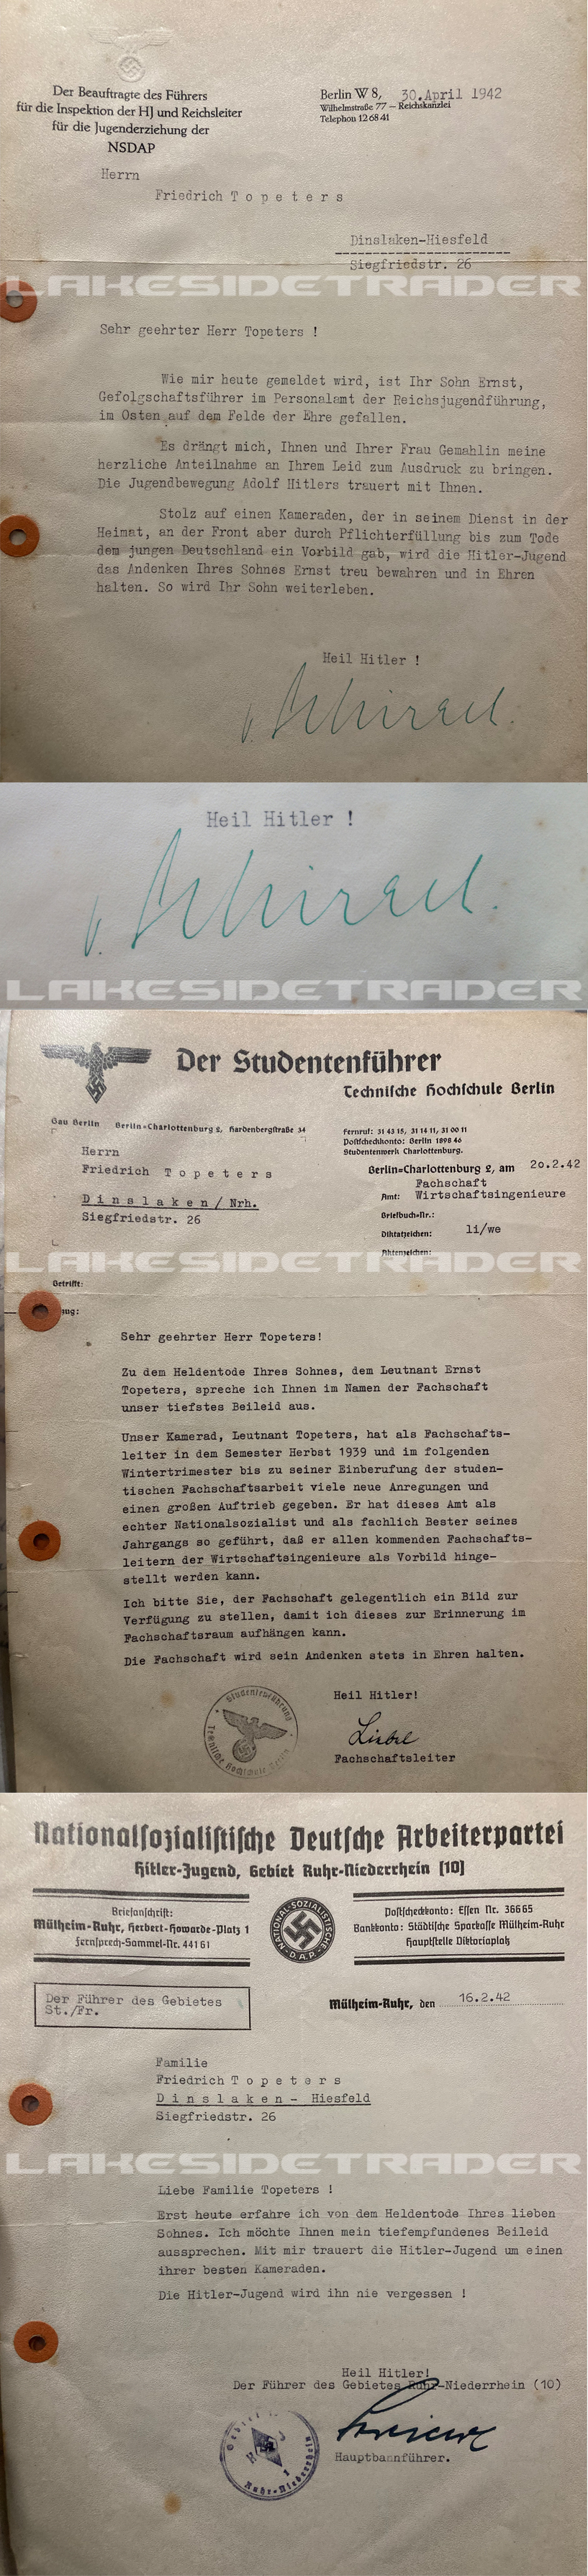 Der Beauftragte des Führers
für die Inspektion der HJ und Reichsleiter
für die Jugenderziehung der
NSDAP
Berlin W 8, 30.April 1942
Wilhelmstraße 77 – Reichskanzlei
Telephon 12 68 41
Herrn
Friedrich T o p e t e r s
Dinslaken-Hiesfeld
Siegfriedstr. 26
LAKESIDETRADER
Sehr geehrter Herr Topeters !
Wie mir heute gemeldet wird, ist Ihr Sohn Ernst,
Gefolgschaftsführer im Personalamt der Reichsjugendführung,
im Osten auf dem Felde der Ehre gefallen.
Es drängt mich, Ihnen und Ihrer Frau Gemahlin meine
herzliche Anteilnahme an Ihrem Leid zum Ausdruck zu bringen.
Die Jugendbewegung Adolf Hitlers trauert mit Ihnen.
Stolz auf einen Kameraden, der in seinem Dienst in der
Heimat, an der Front aber durch Pflichterfüllung bis zum Tode
dem jungen Deutschland ein Vorbild gab, wird die Hitler-Jugend
das Andenken Ihres Sohnes Ernst treu bewahren und in Ehren
halten. So wird Ihr Sohn weiterleben.
Heil Hitler !
v. Schirach.
Heil Hitler !
v. Schirach.
LAKESIDETRADER
Der Studentenführer
Technische Hochschule Berlin
Gau Berlin Berlin=Charlottenburg 2, Hardenbergstraße 34
Fernruf: 31 43 15, 31 14 11, 31 00 11
Postscheckkonto: Berlin 1898 46
Studentenwerk Charlottenburg.
Herrn
Friedrich T o p e t e r s
D i n s l a k e n / Nrh.
Siegfriedstr. 26
Berlin=Charlottenburg 2, am 20.2.42
Fachschaft
Amt: Wirtschaftsingenieure
Briefbuch=Nr.:
Diktatzeichen: li/we
Aktenzeichen:
LAKESIDETRADER
Betrifft:
zug:
Sehr geehrter Herr Topeters!
Zu dem Heldentode Ihres Sohnes, dem Leutnant Ernst
Topeters, spreche ich Ihnen im Namen der Fachschaft
unser tiefstes Beileid aus.
Unser Kamerad, Leutnant Topeters, hat als Fachschafts-
leiter in dem Semester Herbst 1939 und im folgenden
Wintertrimester bis zu seiner Einberufung der studen-
tischen Fachschaftsarbeit viele neue Anregungen und
einen großen Auftrieb gegeben. Er hat dieses Amt als
echter Nationalsozialist und als fachlich Bester seines
Jahrgangs so geführt, daß er allen kommenden Fachschafts-
leitern der Wirtschaftsingenieure als Vorbild hinge-
stellt werden kann.
Ich bitte Sie, der Fachschaft gelegentlich ein Bild zur
Verfügung zu stellen, damit ich dieses zur Erinnerung im
Fachschaftsraum aufhängen kann.
Die Fachschaft wird sein Andenken stets in Ehren halten.
Heil Hitler!
Liebel
Fachschaftsleiter
Studentenführung
Technische Hochschule Berlin
Nationalsozialistische Deutsche Arbeiterpartei
Hitler-Jugend, Gebiet Ruhr-Niederrhein (10)
Briefanschrift:
Mülheim-Ruhr, Herbert-Howarde-Platz 1
Fernsprech-Sammel-Nr. 441 61
NATIONAL-SOZIALISTISCHE
D.A.P.
Postscheckkonto: Essen Nr. 366 65
Bankkonto: Städtische Sparkasse Mülheim-Ruhr
Hauptstelle Viktoriaplatz
Der Führer des Gebietes
St./Fr.
Mülheim-Ruhr, den 16.2.42
Familie
Friedrich T o p e t e r s
D i n s l a k e n - Hiesfeld
Siegfriedstr. 26
LAKESIDETRADER
Liebe Familie Topeters !
Erst heute erfahre ich von dem Heldentode Ihres lieben
Sohnes. Ich möchte Ihnen mein tiefempfundenes Beileid
aussprechen. Mit mir trauert die Hitler-Jugend um einen
ihrer besten Kameraden.
Die Hitler-Jugend wird ihn nie vergessen !
Heil Hitler!
Der Führer des Gebietes Ruhr-Niederrhein (10)
Hauptbannführer.
Gebiet
H J
Ruhr-Niederrhein